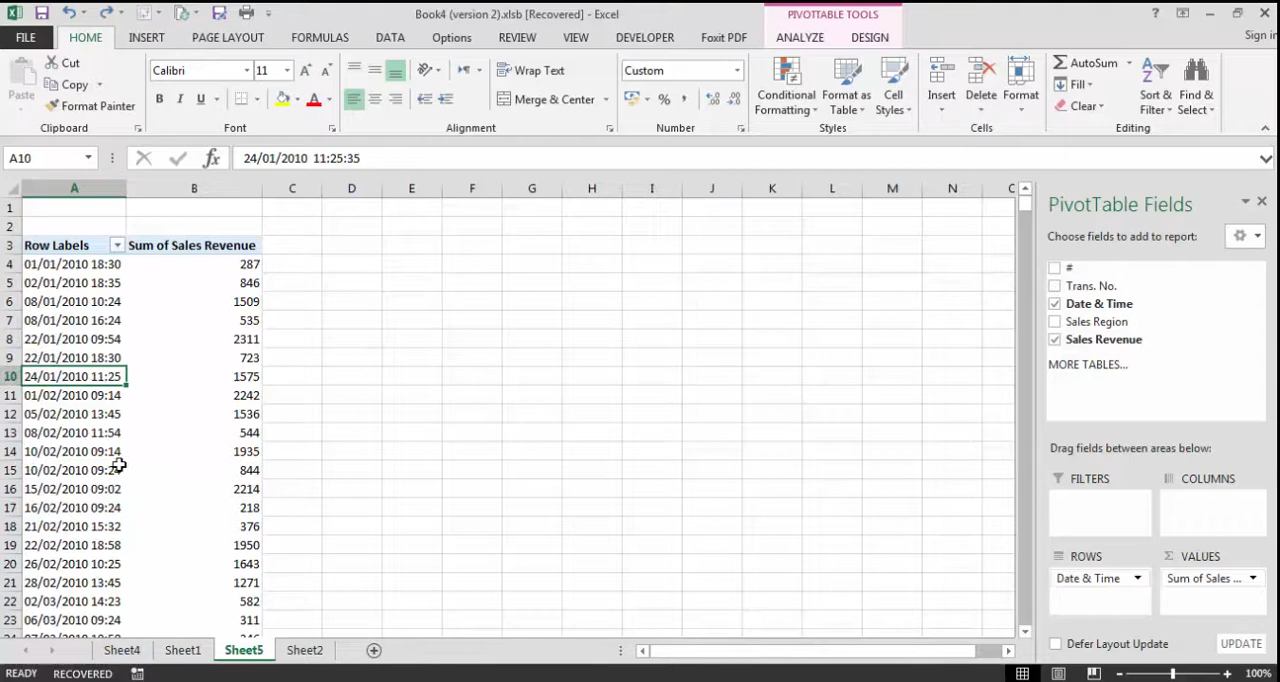 Book4 (version 2).xlsb [Recovered] - Excel
PIVOTTABLE TOOLS
FILE HOME INSERT PAGE LAYOUT FORMULAS DATA Options REVIEW VIEW DEVELOPER Foxit PDF ANALYZE DESIGN Sign in
Paste
Cut
Copy
Format Painter
Clipboard
Calibri 11
B I U
Font
Wrap Text
Merge & Center
Alignment
Custom
Number
Conditional Formatting
Format as Table
Cell Styles
Styles
Insert Delete Format
Cells
AutoSum
Fill
Clear
Sort & Filter
Find & Select
Editing
A10 fx 24/01/2010 11:25:35
A B C D E F G H I J K L M N
1
2
3 Row Labels Sum of Sales Revenue
4 01/01/2010 18:30 287
5 02/01/2010 18:35 846
6 08/01/2010 10:24 1509
7 08/01/2010 16:24 535
8 22/01/2010 09:54 2311
9 22/01/2010 18:30 723
10 24/01/2010 11:25 1575
11 01/02/2010 09:14 2242
12 05/02/2010 13:45 1536
13 08/02/2010 11:54 544
14 10/02/2010 09:14 1935
15 10/02/2010 844
16 15/02/2010 09:02 2214
17 16/02/2010 09:24 218
18 21/02/2010 15:32 376
19 22/02/2010 18:58 1950
20 26/02/2010 10:25 1643
21 28/02/2010 13:45 1271
22 02/03/2010 14:23 582
23 06/03/2010 09:24 311
PivotTable Fields
Choose fields to add to report:
#
Trans. No.
Date & Time
Sales Region
Sales Revenue
MORE TABLES...
Drag fields between areas below:
FILTERS COLUMNS
ROWS VALUES
Date & Time Sum of Sales ...
Defer Layout Update UPDATE
Sheet4 Sheet1 Sheet5 Sheet2
READY RECOVERED 100%